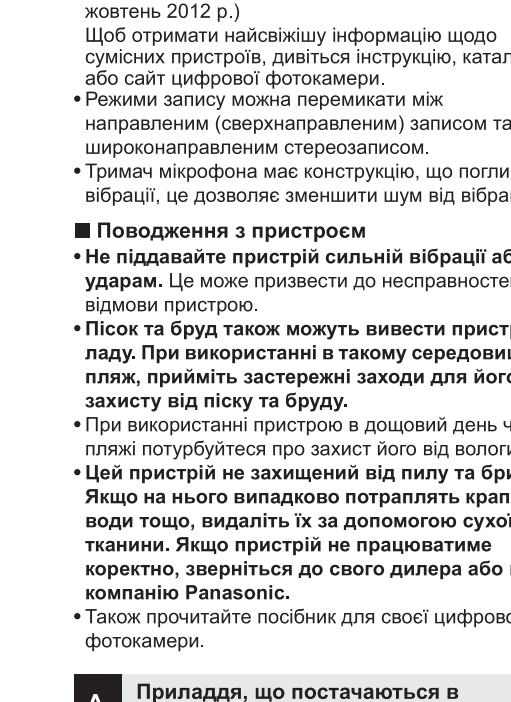 жовтень 2012 р.)
Щоб отримати найсвіжішу інформацію щодо
сумісних пристроїв, дивіться інструкцію, катал
або сайт цифрової фотокамери.
• Режими запису можна перемикати між
направленим (сверхнаправленим) записом та
широконаправленим стереозаписом.
• Тримач мікрофона має конструкцію, що погли
вібрації, це дозволяє зменшити шум від вібра
■ Поводження з пристроєм
• Не піддавайте пристрій сильній вібрації аб
ударам. Це може призвести до несправносте
відмови пристрою.
• Пісок та бруд також можуть вивести прист
ладу. При використанні в такому середови
пляж, прийміть застережні заходи для його
захисту від піску та бруду.
• При використанні пристрою в дощовий день ч
пляжі потурбуйтеся про захист його від вологи
• Цей пристрій не захищений від пилу та бри
Якщо на нього випадково потраплять крап
води тощо, видаліть їх за допомогою сухої
тканини. Якщо пристрій не працюватиме
коректно, зверніться до свого дилера або
компанію Panasonic.
• Також прочитайте посібник для своєї цифрово
фотокамери.
A Приладдя, що постачаються в